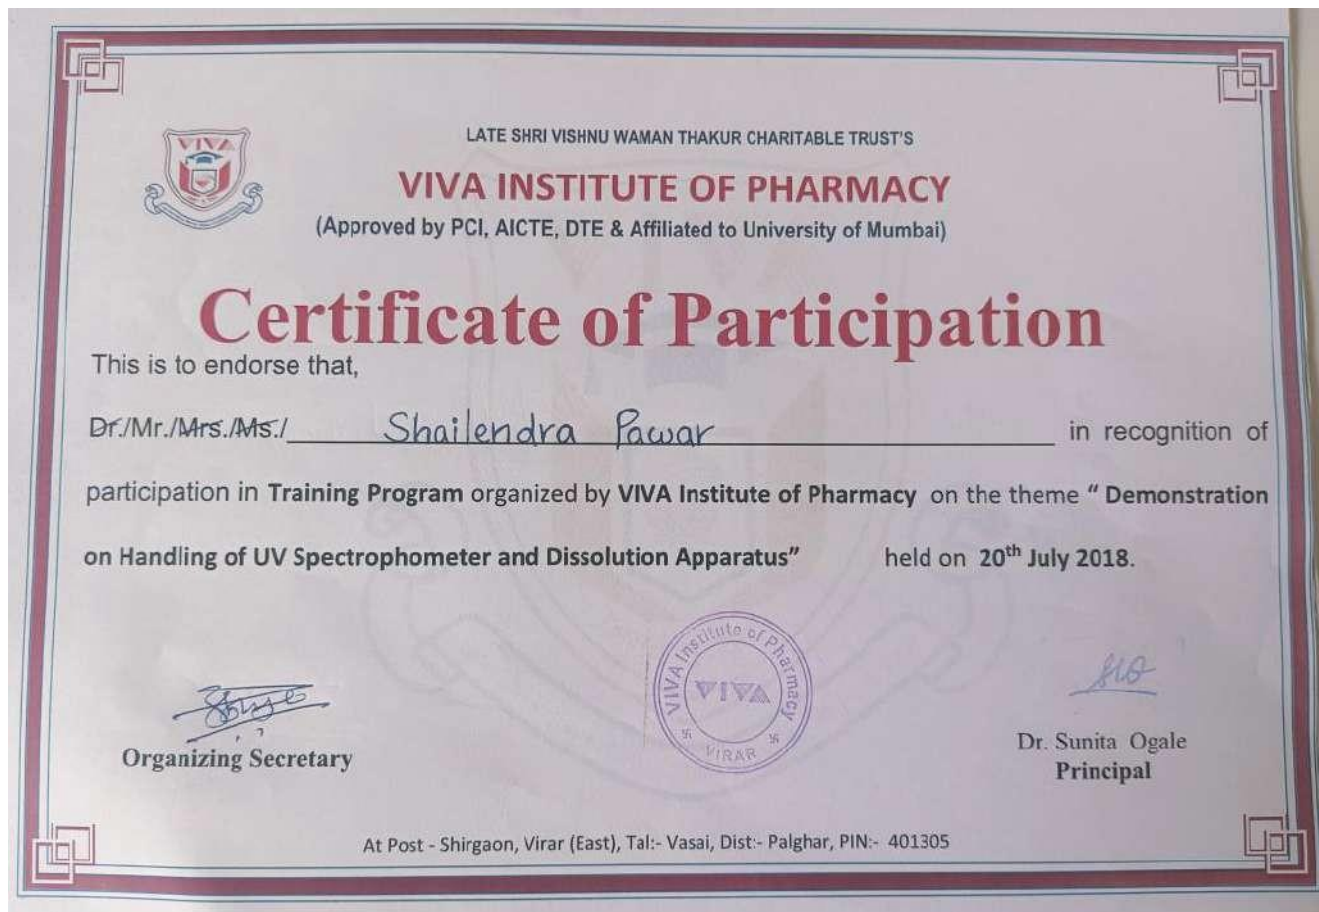 VIVA
LATE SHRI VISHNU WAMAN THAKUR CHARITABLE TRUST'S
VIVA INSTITUTE OF PHARMACY
(Approved by PCI, AICTE, DTE & Affiliated to University of Mumbai)
Certificate of Participation
This is to endorse that,
Dr./Mr./Mrs./Ms./ Shailendra Pawar in recognition of
participation in Training Program organized by VIVA Institute of Pharmacy on the theme “ Demonstration
on Handling of UV Spectrophometer and Dissolution Apparatus” held on 20th July 2018.
VIVA Institute of Pharmacy
VIVA
VIRAR
Organizing Secretary
Dr. Sunita Ogale
Principal
At Post - Shirgaon, Virar (East), Tal:- Vasai, Dist:- Palghar, PIN:- 401305